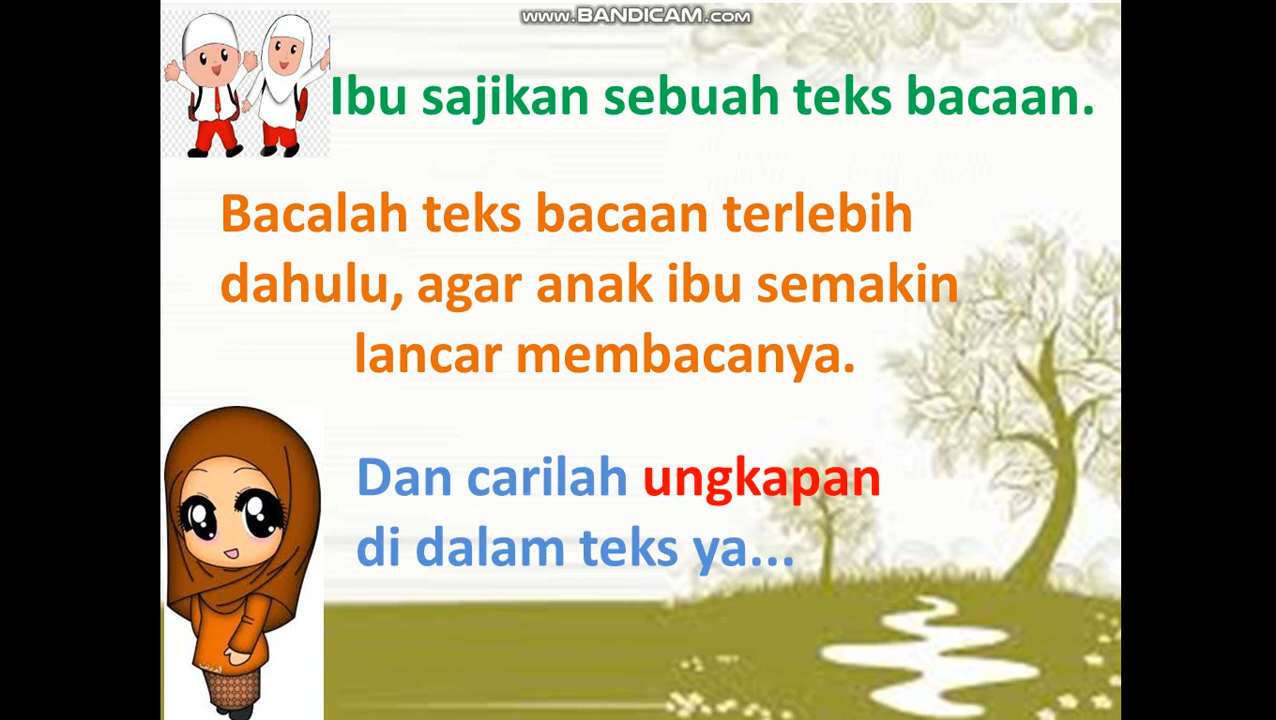 www.BANDICAM.com
Ibu sajikan sebuah teks bacaan.
Bacalah teks bacaan terlebih
dahulu, agar anak ibu semakin
lancar membacanya.
Dan carilah ungkapan
di dalam teks ya...